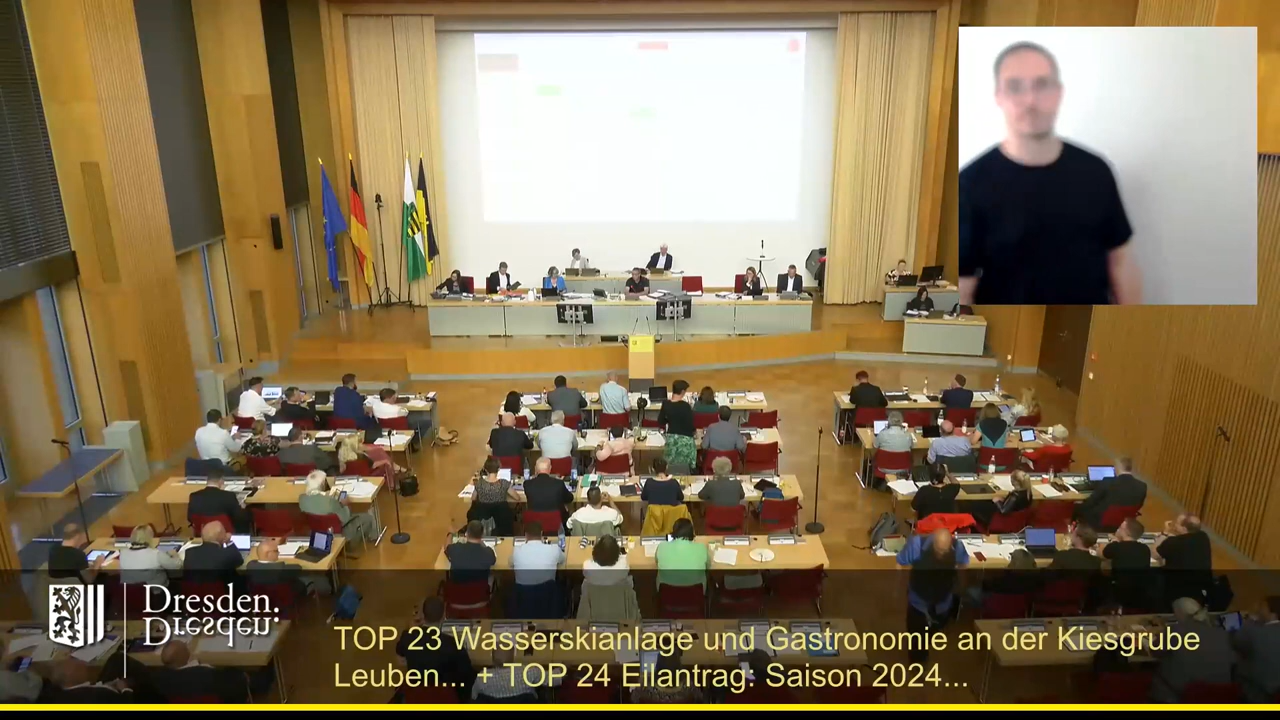 Dresden.
Dresden.
TOP 23 Wasserskianlage und Gastronomie an der Kiesgrube
Leuben... + TOP 24 Eilantrag: Saison 2024...